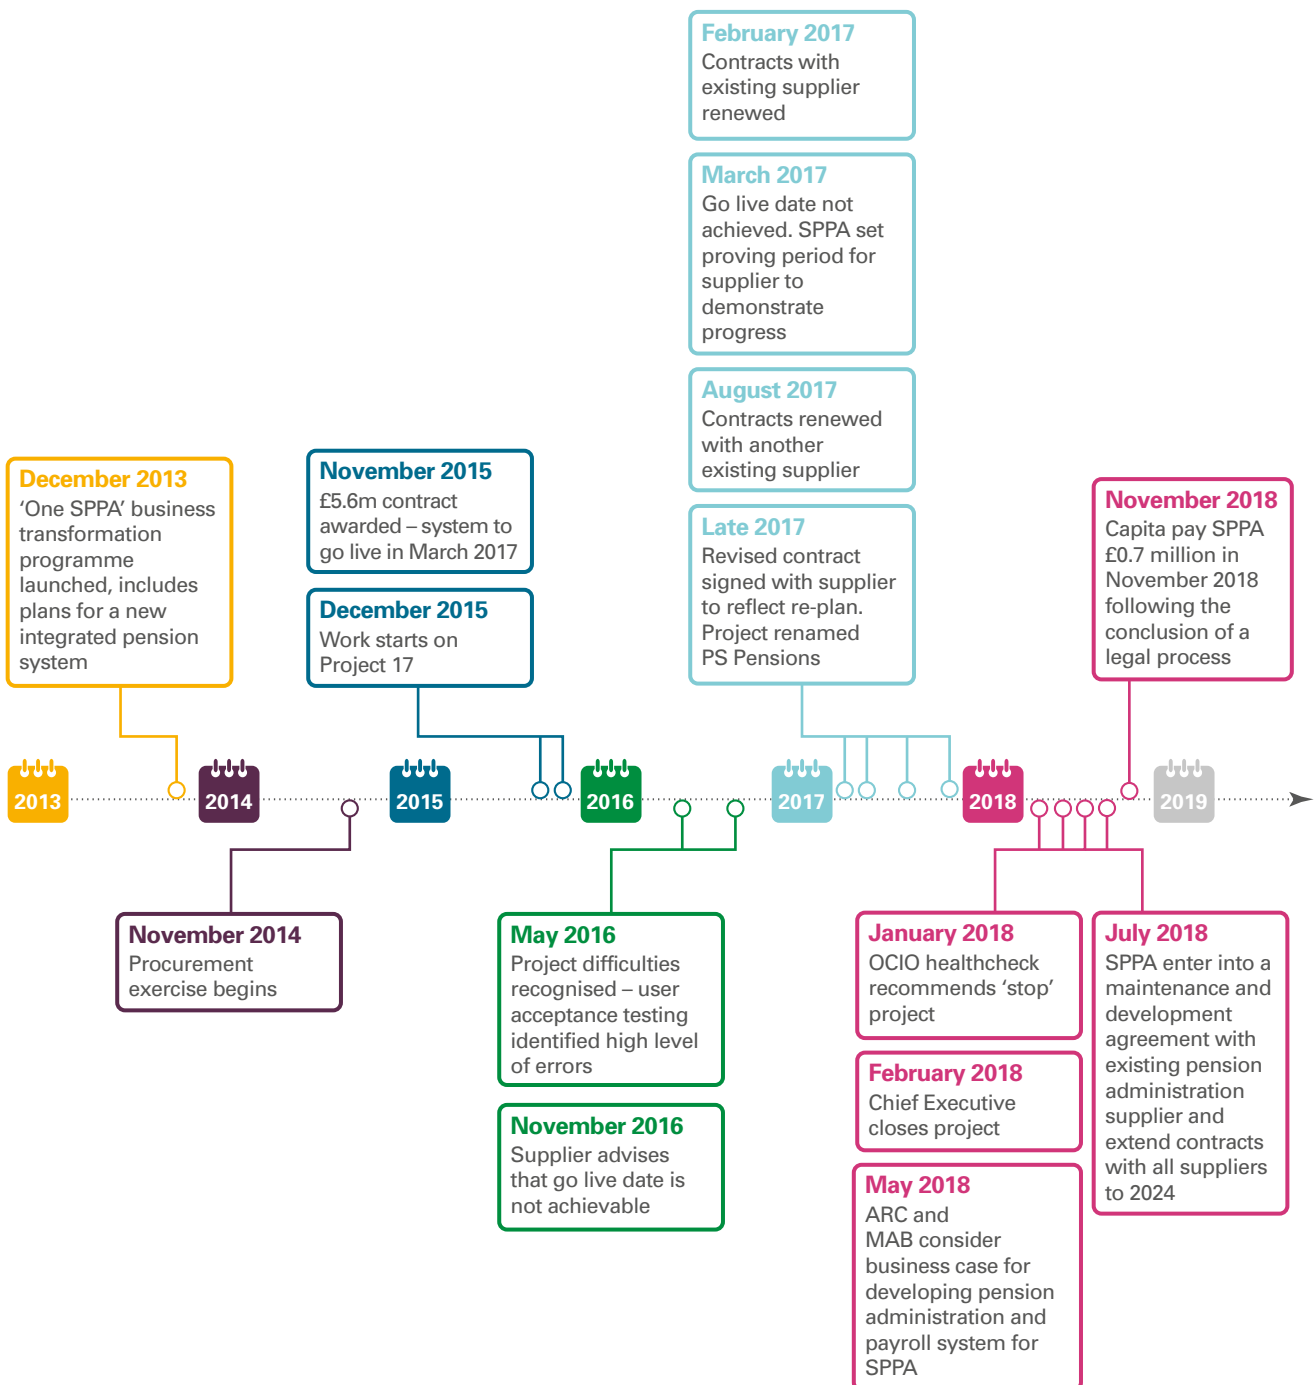 February 2017
Contracts with
existing supplier
renewed
March 2017
Go live date not
achieved. SPPA set
proving period for
supplier to
demonstrate
progress
August 2017
Contracts renewed
with another
existing supplier
Late 2017
Revised contract
signed with supplier
to reflect re-plan.
Project renamed
PS Pensions
December 2013
‘One SPPA’ business
transformation
programme
launched, includes
plans for a new
integrated pension
system
November 2015
£5.6m contract
awarded – system to
go live in March 2017
December 2015
Work starts on
Project 17
November 2018
Capita pay SPPA
£0.7 million in
November 2018
following the
conclusion of a
legal process
2013
2014
2015
2016
2017
2018
2019
November 2014
Procurement
exercise begins
May 2016
Project difficulties
recognised – user
acceptance testing
identified high level
of errors
November 2016
Supplier advises
that go live date is
not achievable
January 2018
OCIO healthcheck
recommends ‘stop’
project
February 2018
Chief Executive
closes project
May 2018
ARC and
MAB consider
business case for
developing pension
administration and
payroll system for
SPPA
July 2018
SPPA enter into a
maintenance and
development
agreement with
existing pension
administration
supplier and
extend contracts
with all suppliers
to 2024